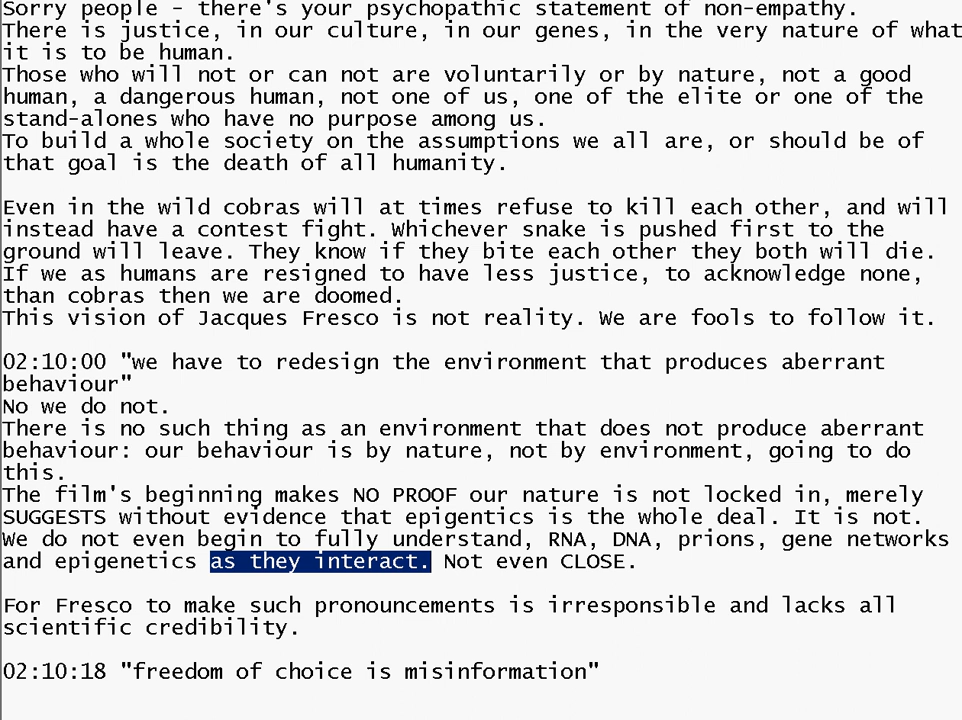 Sorry people - there's your psychopathic statement of non-empathy.
There is justice, in our culture, in our genes, in the very nature of what
it is to be human.
Those who will not or can not are voluntarily or by nature, not a good
human, a dangerous human, not one of us, one of the elite or one of the
stand-alones who have no purpose among us.
To build a whole society on the assumptions we all are, or should be of
that goal is the death of all humanity.
Even in the wild cobras will at times refuse to kill each other, and will
instead have a contest fight. Whichever snake is pushed first to the
ground will leave. They know if they bite each other they both will die.
If we as humans are resigned to have less justice, to acknowledge none,
than cobras then we are doomed.
This vision of Jacques Fresco is not reality. We are fools to follow it.
02:10:00 "we have to redesign the environment that produces aberrant
behaviour"
No we do not.
There is no such thing as an environment that does not produce aberrant
behaviour: our behaviour is by nature, not by environment, going to do
this.
The film's beginning makes NO PROOF our nature is not locked in, merely
SUGGESTS without evidence that epigentics is the whole deal. It is not.
We do not even begin to fully understand, RNA, DNA, prions, gene networks
and epigenetics as they interact. Not even CLOSE.
For Fresco to make such pronouncements is irresponsible and lacks all
scientific credibility.
02:10:18 "freedom of choice is misinformation"